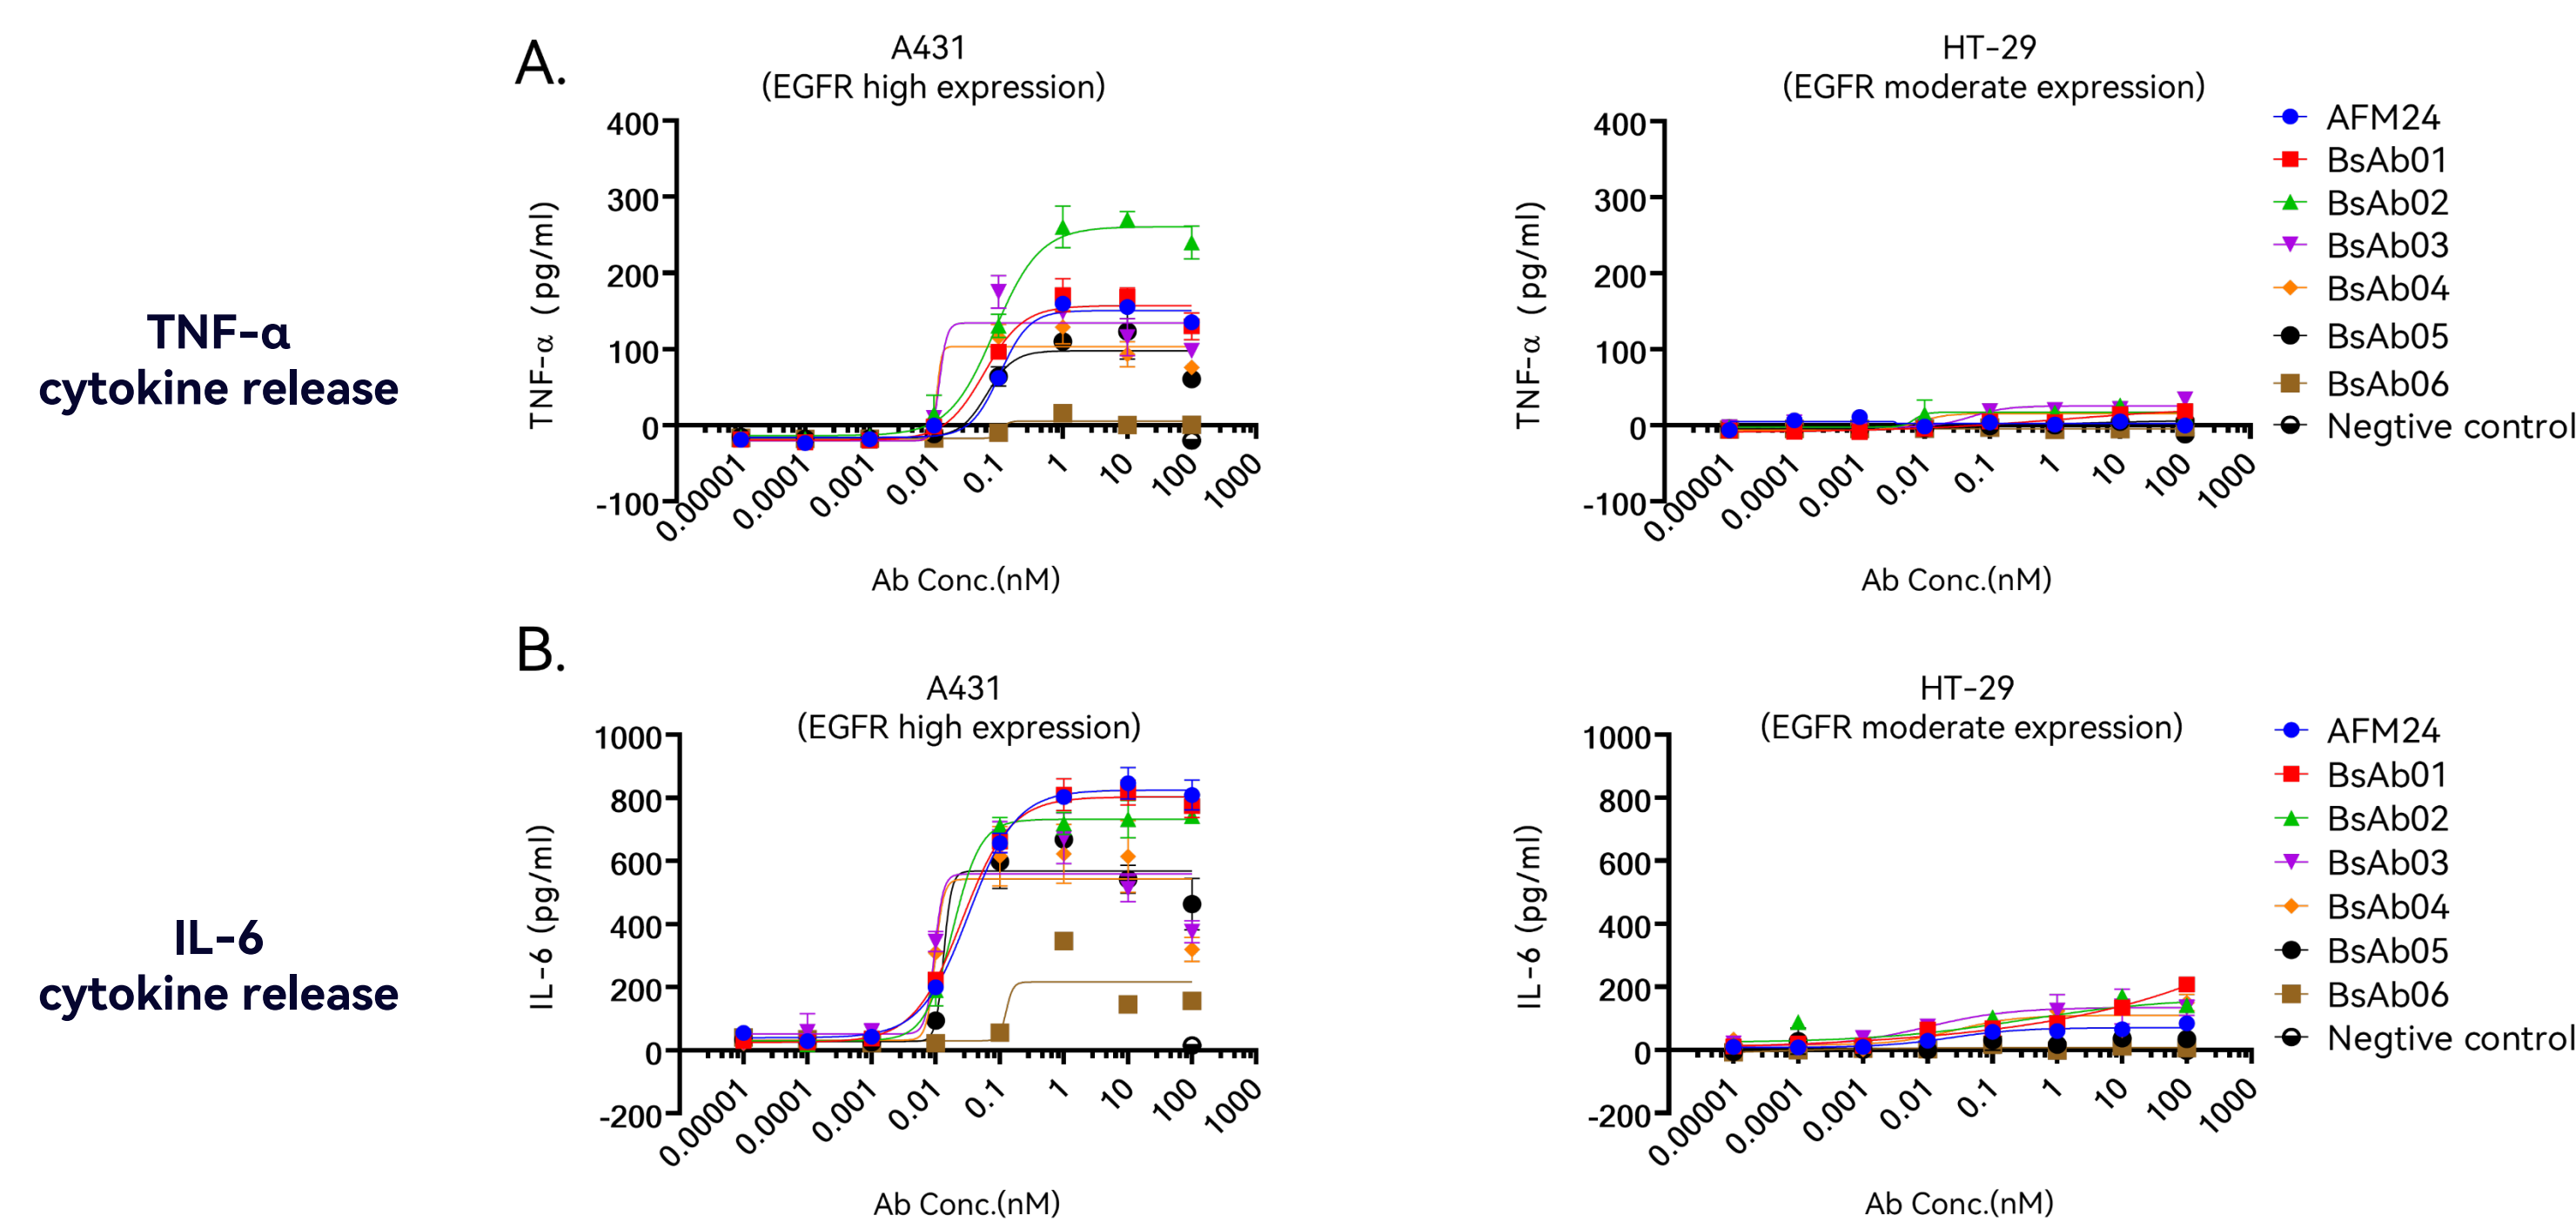 A.
A431
(EGFR high expression)
HT-29
(EGFR moderate expression)
TNF-α
cytokine release
TNF-α (pg/ml)
400
300
200
100
0
-100
0.00001
0.0001
0.001
0.01
0.1
1
10
100
1000
Ab Conc.(nM)
TNF-α (pg/ml)
400
300
200
100
0
-100
0.00001
0.0001
0.001
0.01
0.1
1
10
100
1000
Ab Conc.(nM)
AFM24
BsAb01
BsAb02
BsAb03
BsAb04
BsAb05
BsAb06
Negtive control
B.
A431
(EGFR high expression)
HT-29
(EGFR moderate expression)
IL-6
cytokine release
IL-6 (pg/ml)
1000
800
600
400
200
0
-200
0.00001
0.0001
0.001
0.01
0.1
1
10
100
1000
Ab Conc.(nM)
IL-6 (pg/ml)
1000
800
600
400
200
0
-200
0.00001
0.0001
0.001
0.01
0.1
1
10
100
1000
Ab Conc.(nM)
AFM24
BsAb01
BsAb02
BsAb03
BsAb04
BsAb05
BsAb06
Negtive control